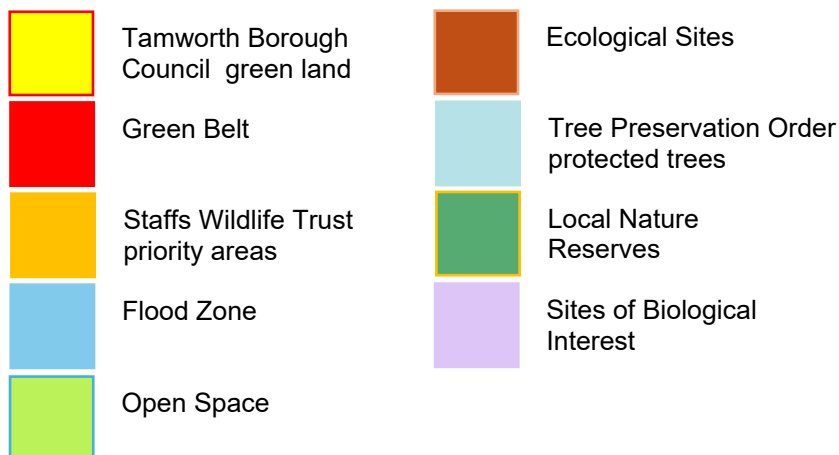 Tamworth Borough
Council  green land
Green Belt
Staffs Wildlife Trust
priority areas
Flood Zone
Open Space
Ecological Sites
Tree Preservation Order
protected trees
Local Nature
Reserves
Sites of Biological
Interest